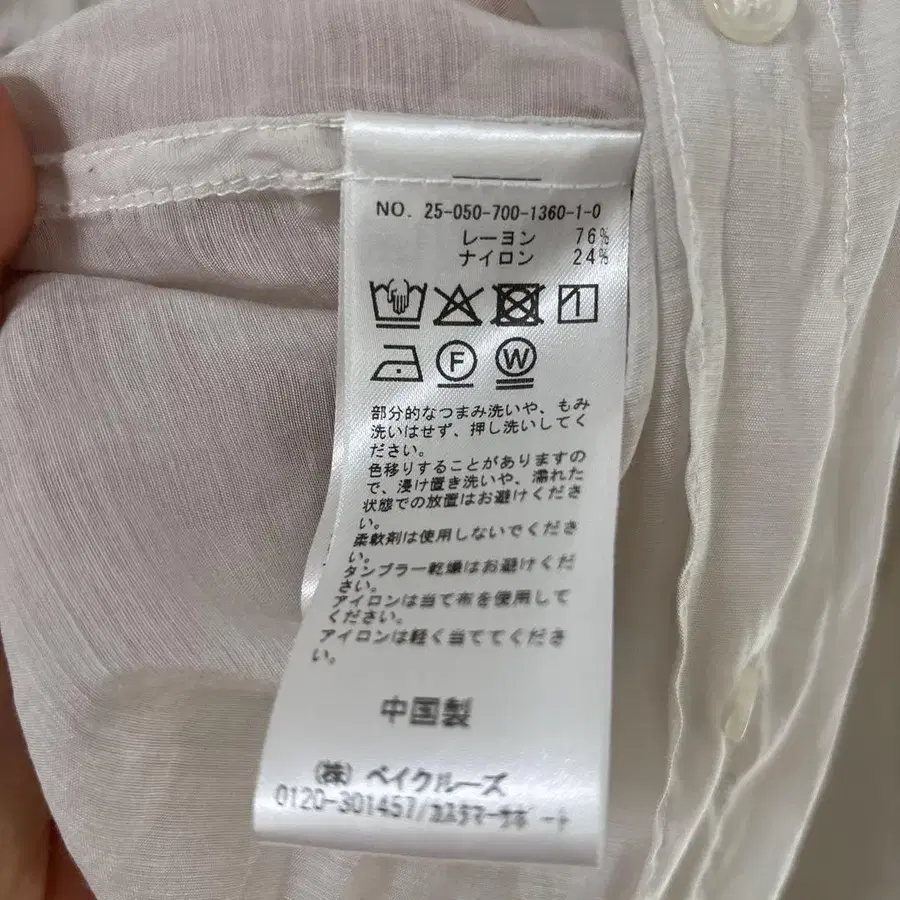 NO. 25-050-700-1360-1-0
レーヨン 76%
ナイロン 24%
F W
部分的なつまみ洗いや、もみ
洗いはせず、押し洗いしてく
ださい。
色移りすることがありますの
で、浸け置き洗いや、濡れた
状態での放置はお避けくださ
い。
柔軟剤は使用しないでくださ
い。
タンブラー乾燥はお避けくだ
さい。
アイロンは当て布を使用して
ください。
アイロンは軽く当ててくださ
い。
中国製
(株) ベイクルーズ
0120-301457/カスタマーサポート